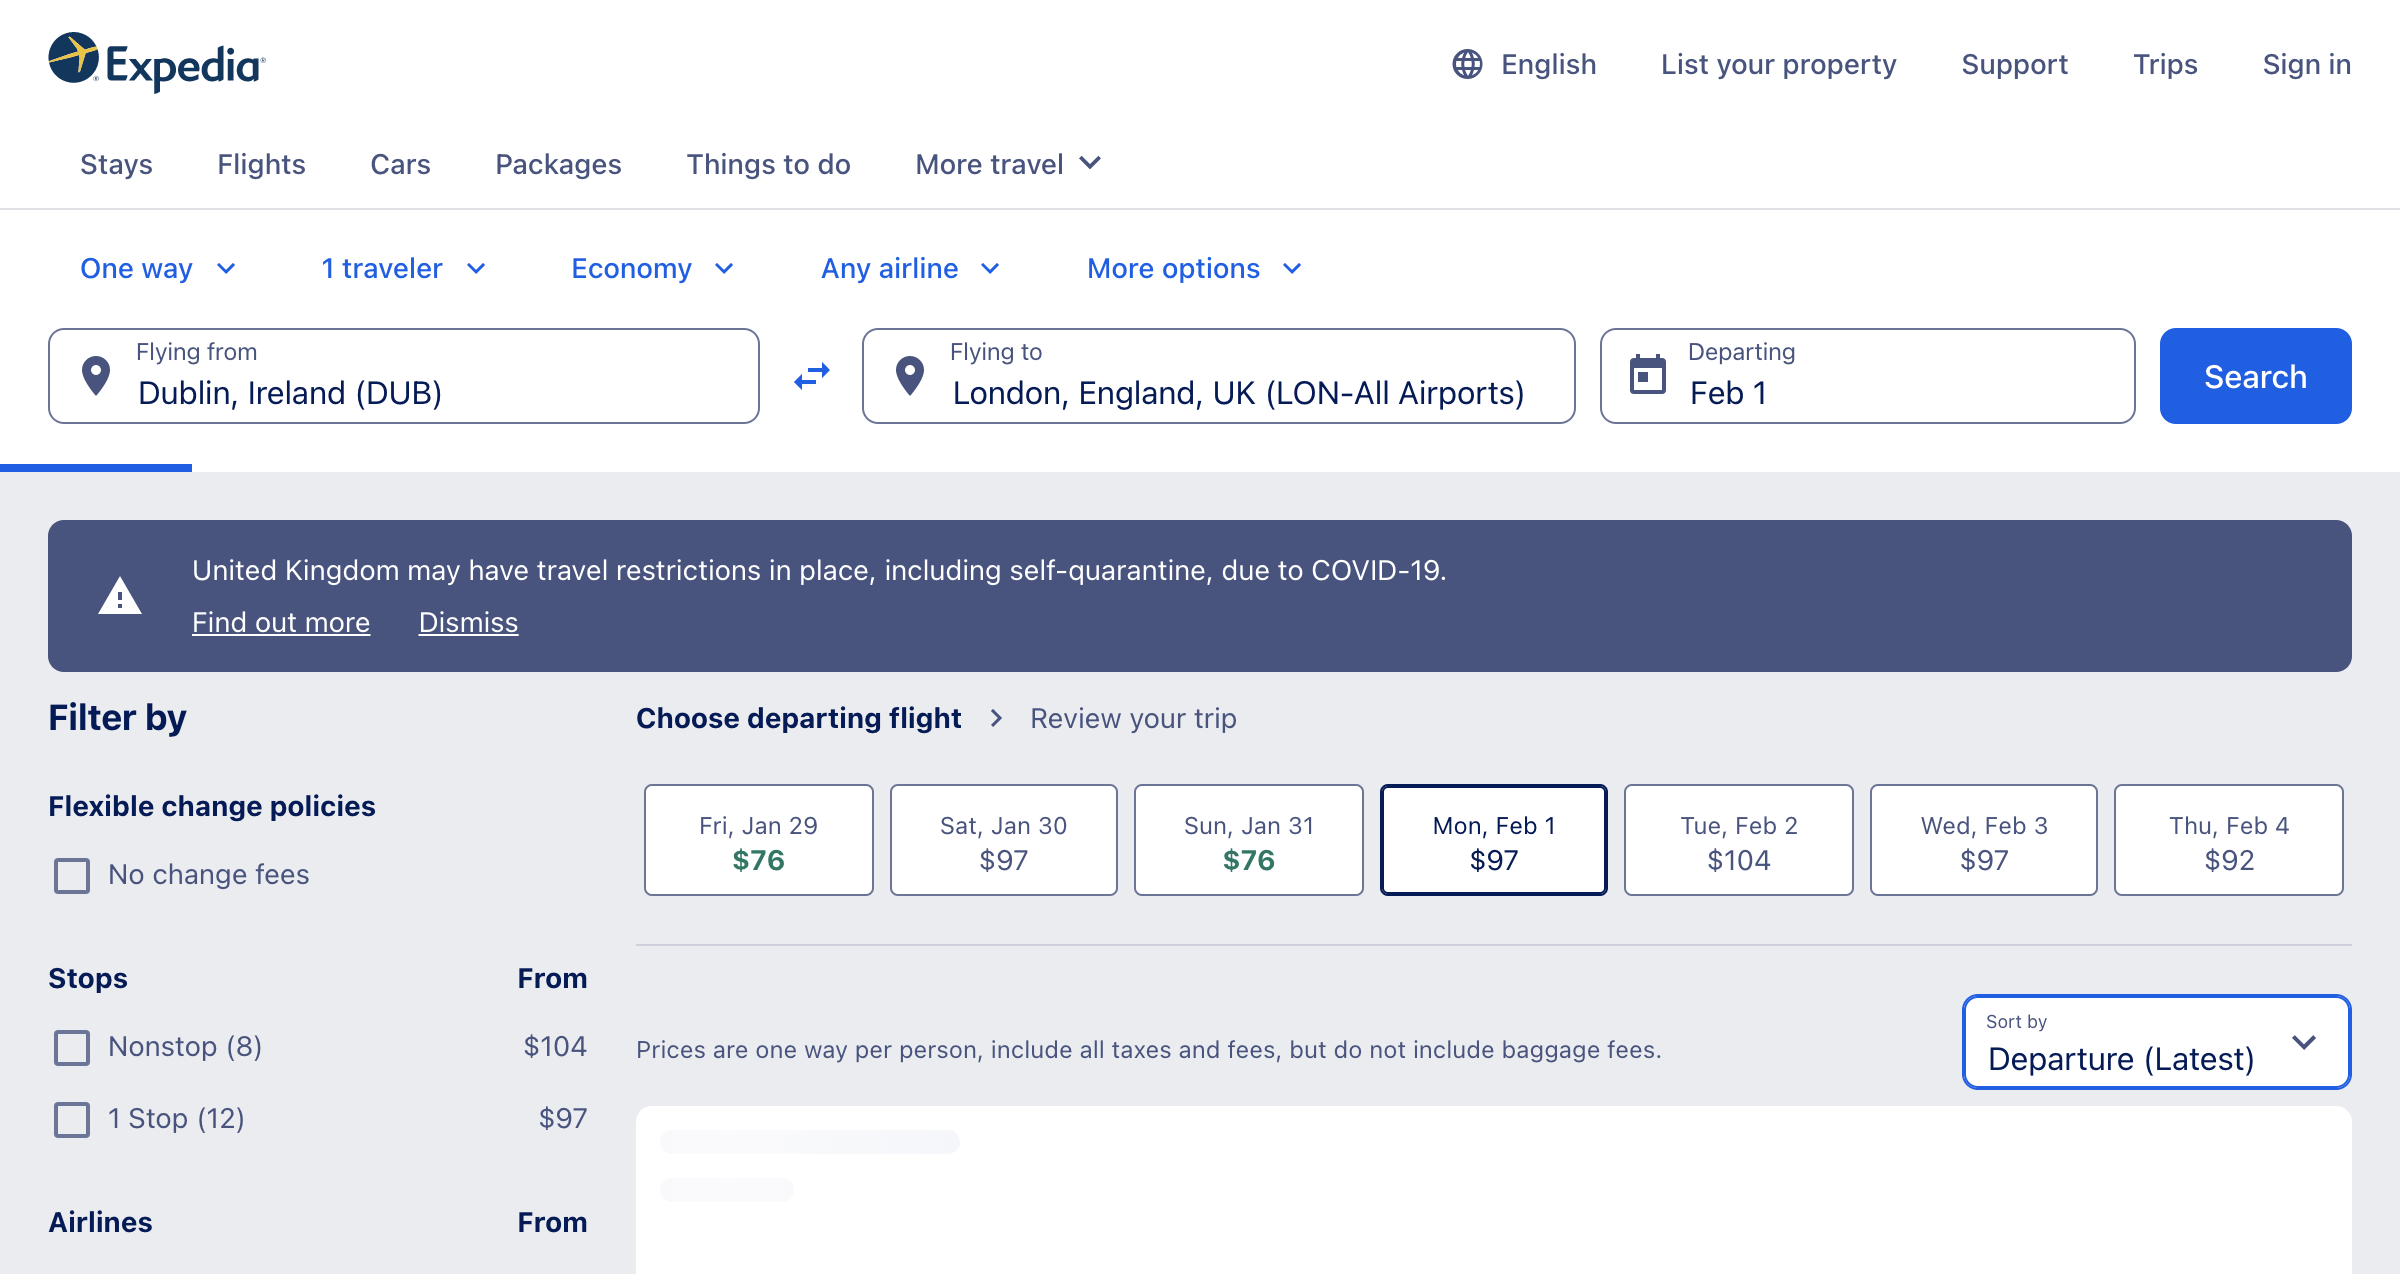 Expedia
English
List your property
Support
Trips
Sign in
Stays
Flights
Cars
Packages
Things to do
More travel
One way
1 traveler
Economy
Any airline
More options
Flying from
Dublin, Ireland (DUB)
Flying to
London, England, UK (LON-All Airports)
Departing
Feb 1
Search
United Kingdom may have travel restrictions in place, including self-quarantine, due to COVID-19.
Find out more
Dismiss
Filter by
Flexible change policies
No change fees
Stops From
Nonstop (8) $104
1 Stop (12) $97
Airlines From
Choose departing flight
Review your trip
Fri, Jan 29
$76
Sat, Jan 30
$97
Sun, Jan 31
$76
Mon, Feb 1
$97
Tue, Feb 2
$104
Wed, Feb 3
$97
Thu, Feb 4
$92
Prices are one way per person, include all taxes and fees, but do not include baggage fees.
Sort by
Departure (Latest)